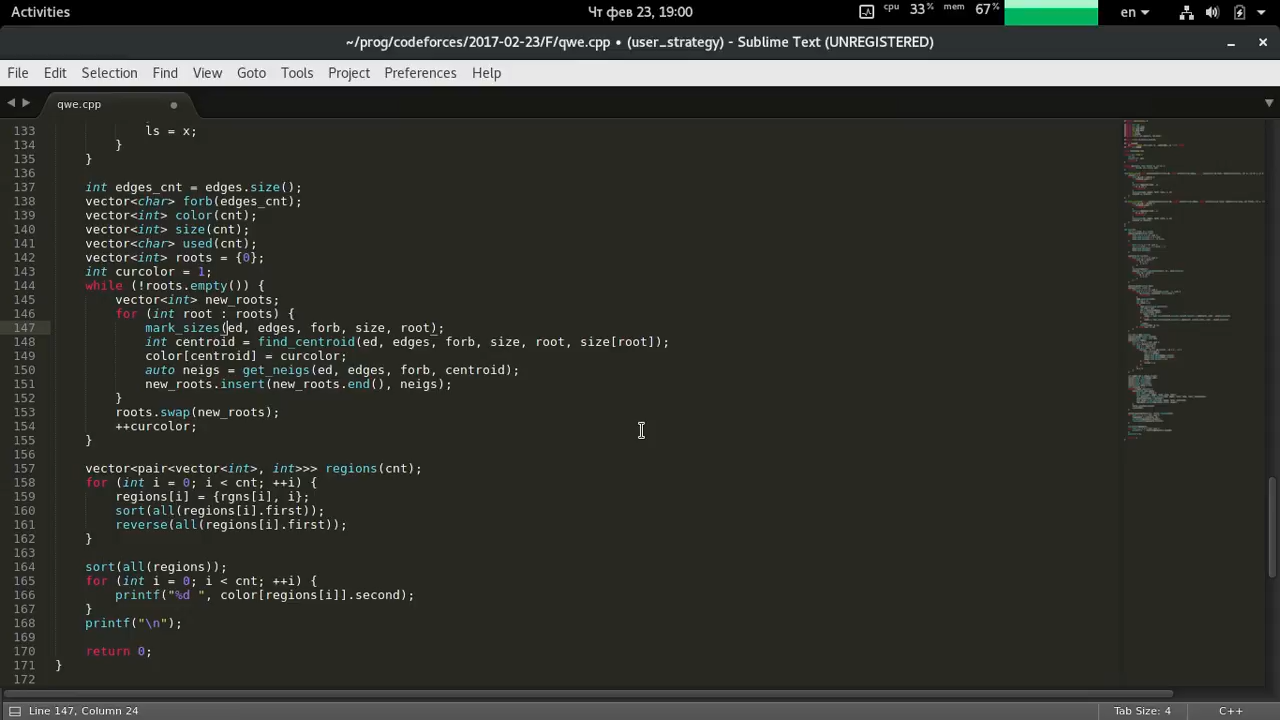 Activities
Чт фев 23, 19:00
cpu 33% mem 67%
en
~/prog/codeforces/2017-02-23/F/qwe.cpp • (user_strategy) - Sublime Text (UNREGISTERED)
File Edit Selection Find View Goto Tools Project Preferences Help
qwe.cpp
133 ls = x;
134 }
135 }
136
137 int edges_cnt = edges.size();
138 vector<char> forb(edges_cnt);
139 vector<int> color(cnt);
140 vector<int> size(cnt);
141 vector<char> used(cnt);
142 vector<int> roots = {0};
143 int curcolor = 1;
144 while (!roots.empty()) {
145 vector<int> new_roots;
146 for (int root : roots) {
147 mark_sizes(ed, edges, forb, size, root);
148 int centroid = find_centroid(ed, edges, forb, size, root, size[root]);
149 color[centroid] = curcolor;
150 auto neigs = get_neigs(ed, edges, forb, centroid);
151 new_roots.insert(new_roots.end(), neigs);
152 }
153 roots.swap(new_roots);
154 ++curcolor;
155 }
156
157 vector<pair<vector<int>, int>>> regions(cnt);
158 for (int i = 0; i < cnt; ++i) {
159 regions[i] = {rgns[i], i};
160 sort(all(regions[i].first));
161 reverse(all(regions[i].first));
162 }
163
164 sort(all(regions));
165 for (int i = 0; i < cnt; ++i) {
166 printf("%d ", color[regions[i]].second);
167 }
168 printf("\n");
169
170 return 0;
171 }
172
Line 147, Column 24
Tab Size: 4
C++